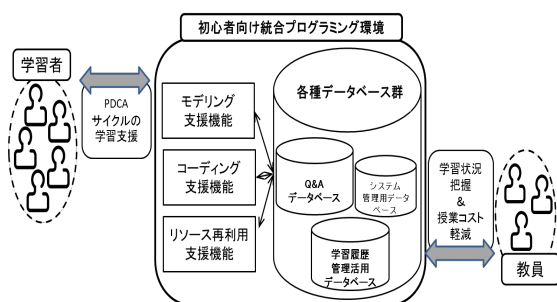 初心者向け統合プログラミング環境
学習者
PDCA
サイクルの
学習支援
モデリング
支援機能
コーディング
支援機能
リソース再利用
支援機能
各種データベース群
Q&A
データベース
システム
管理用データ
ベース
学習履歴
管理活用
データベース
学習状況
把握
&
授業コスト
軽減
教員